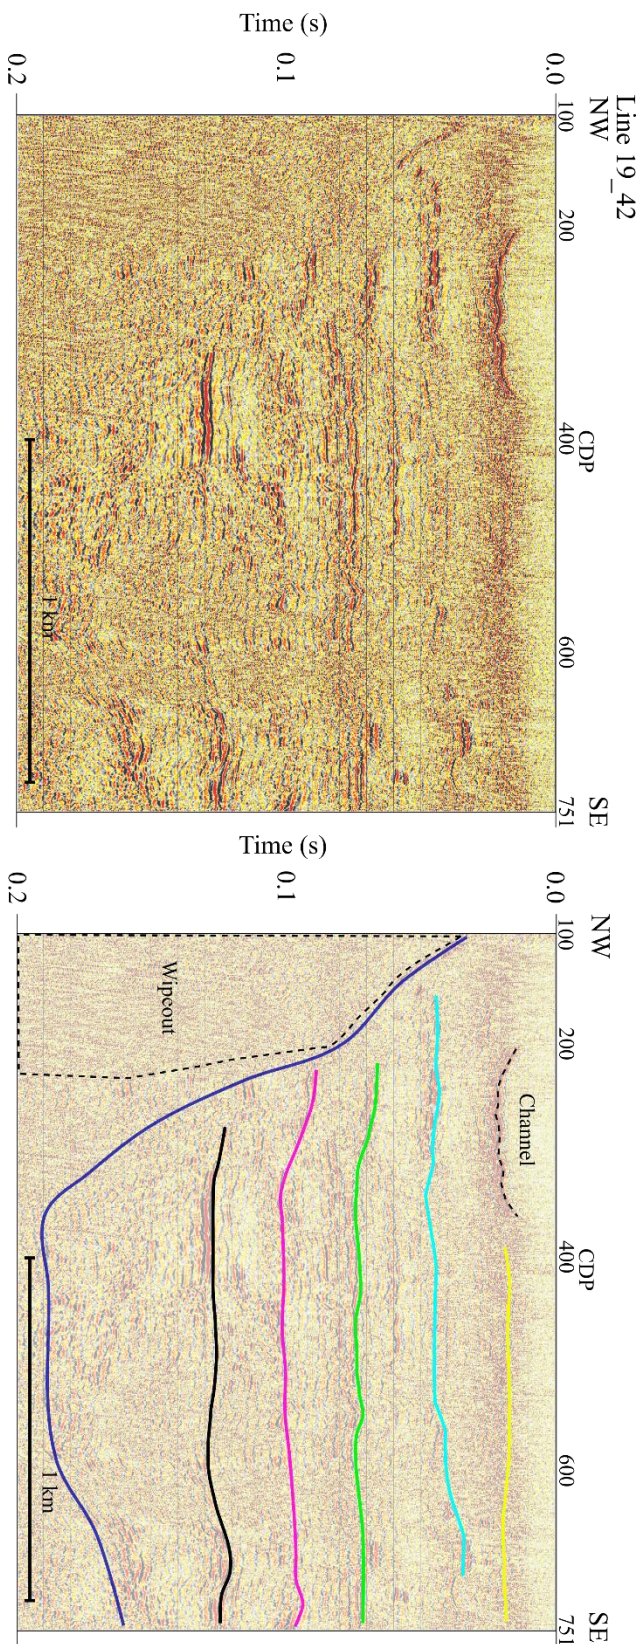 Line 19_42
NW
SE
100
200
CDP
400
600
751
0.0
0.1
0.2
Time (s)
1 km
NW
SE
100
200
CDP
400
600
751
0.0
0.1
0.2
Time (s)
Channel
Wipeout
1 km